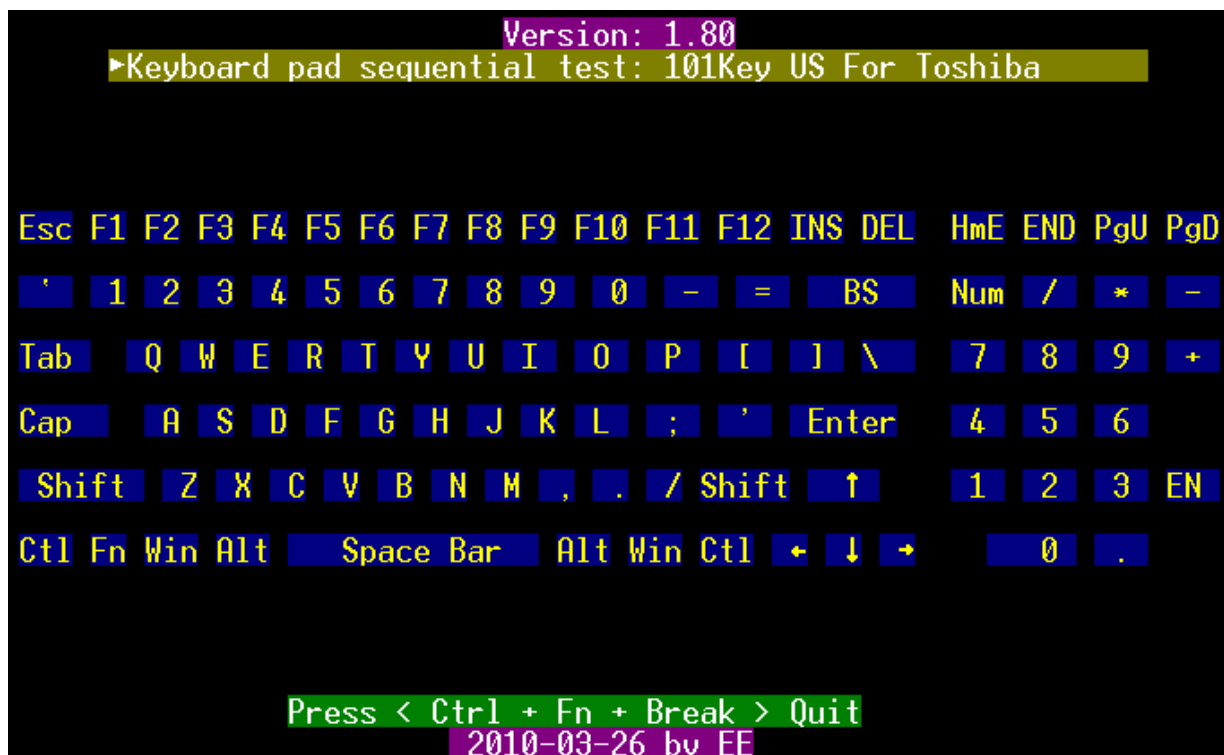 Version: 1.80
►Keyboard pad sequential test: 101Key US For Toshiba
Esc F1 F2 F3 F4 F5 F6 F7 F8 F9 F10 F11 F12 INS DEL HmE END PgU PgD
` 1 2 3 4 5 6 7 8 9 0 - = BS Num / * -
Tab Q W E R T Y U I O P [ ] \ 7 8 9 +
Cap A S D F G H J K L ; ' Enter 4 5 6
Shift Z X C V B N M , . / Shift ↑ 1 2 3 EN
Ctl Fn Win Alt Space Bar Alt Win Ctl ← ↓ → 0 .
Press < Ctrl + Fn + Break > Quit
2010-03-26 by EE